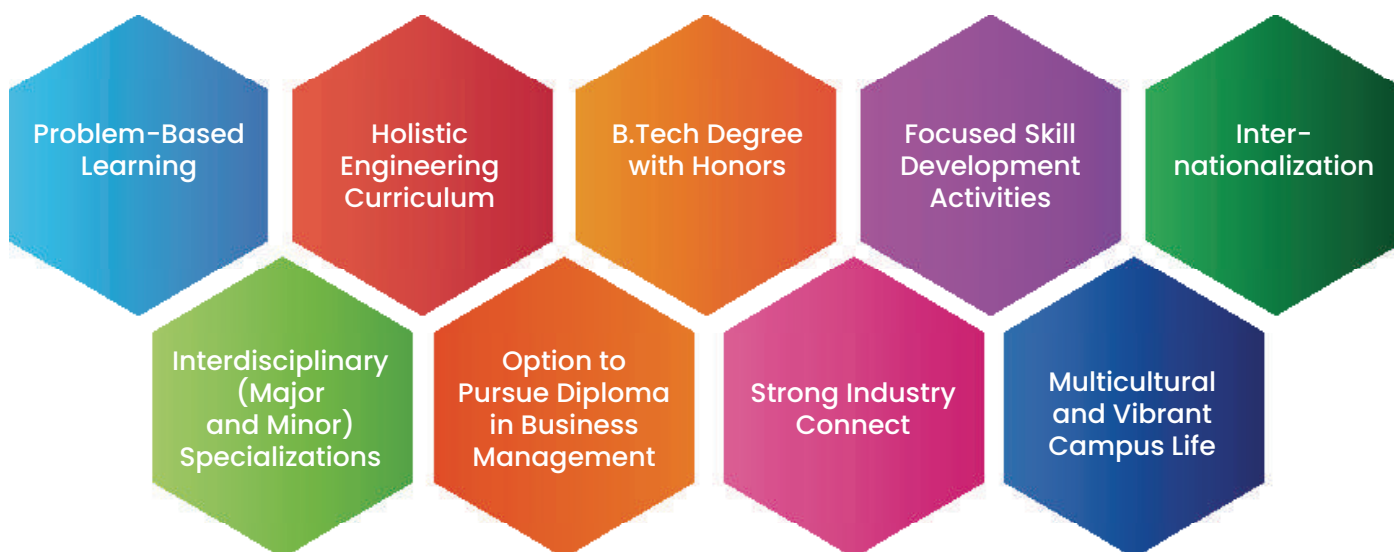 Problem-Based
Learning
Holistic
Engineering
Curriculum
B.Tech Degree
with Honors
Focused Skill
Development
Activities
Inter-
nationalization
Interdisciplinary
(Major
and Minor)
Specializations
Option to
Pursue Diploma
in Business
Management
Strong Industry
Connect
Multicultural
and Vibrant
Campus Life